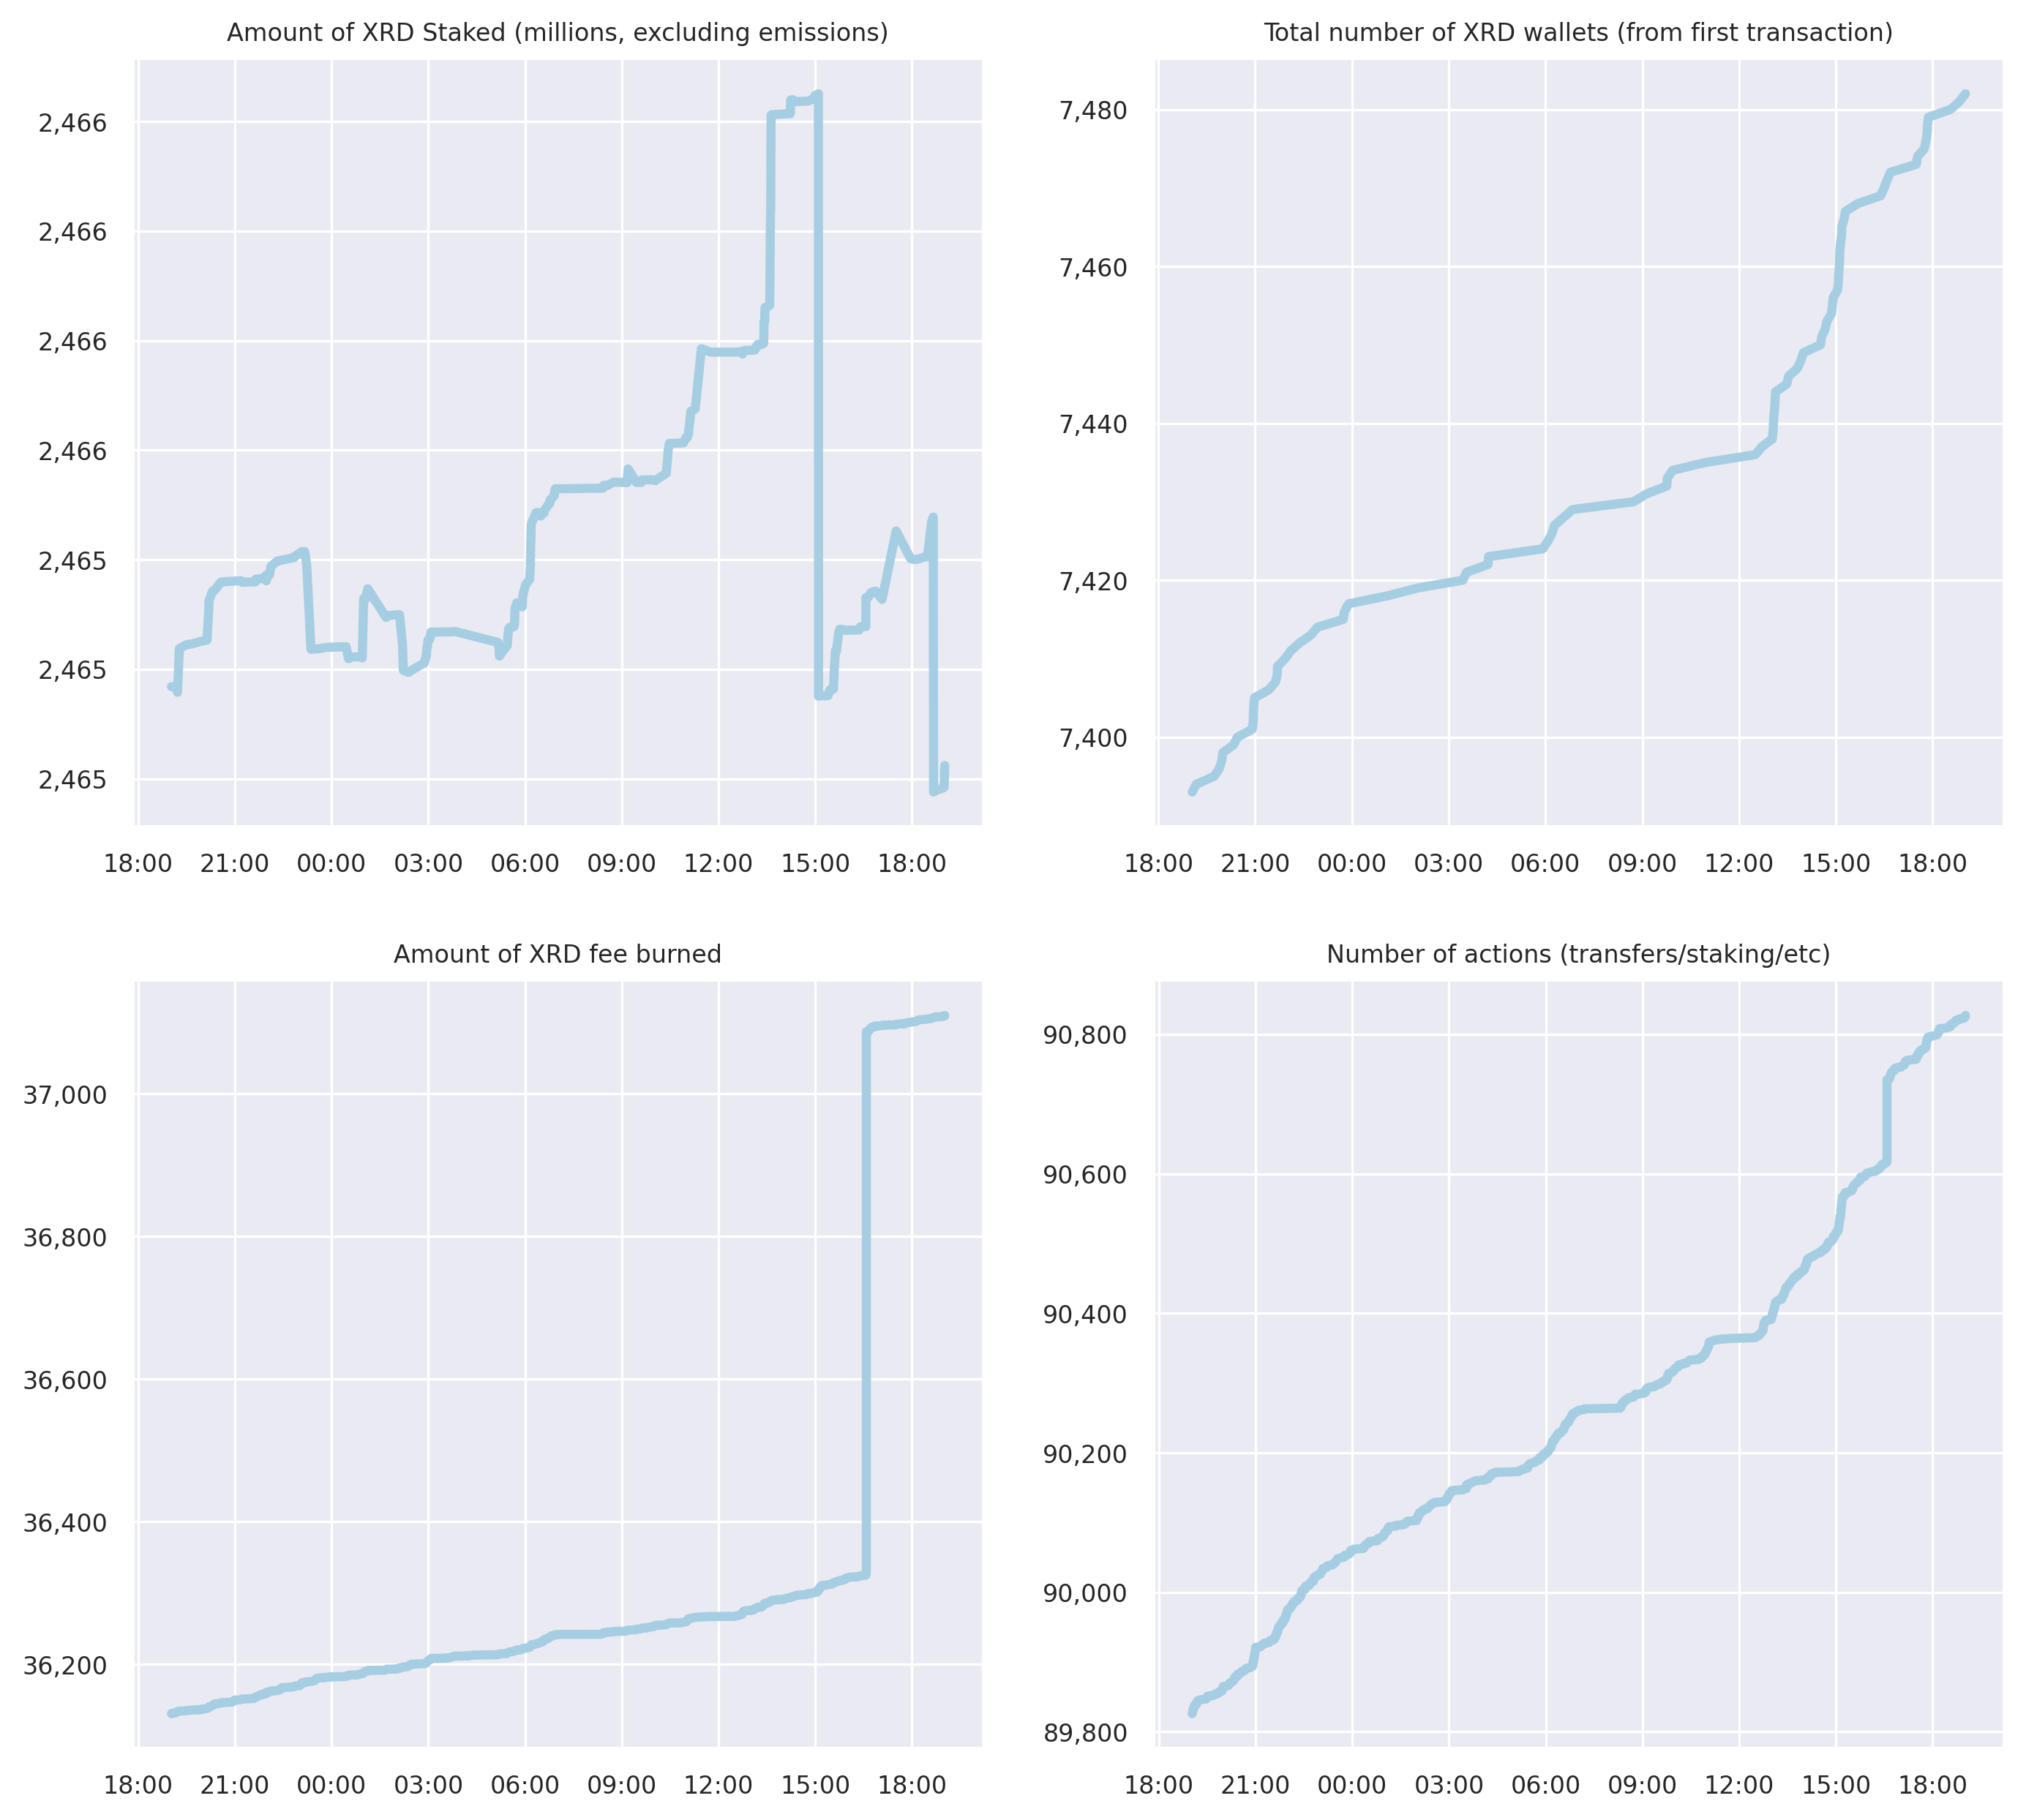 Amount of XRD Staked (millions, excluding emissions)
2,466
2,466
2,466
2,466
2,465
2,465
2,465
18:00 21:00 00:00 03:00 06:00 09:00 12:00 15:00 18:00
Total number of XRD wallets (from first transaction)
7,480
7,460
7,440
7,420
7,400
18:00 21:00 00:00 03:00 06:00 09:00 12:00 15:00 18:00
Amount of XRD fee burned
37,000
36,800
36,600
36,400
36,200
18:00 21:00 00:00 03:00 06:00 09:00 12:00 15:00 18:00
Number of actions (transfers/staking/etc)
90,800
90,600
90,400
90,200
90,000
89,800
18:00 21:00 00:00 03:00 06:00 09:00 12:00 15:00 18:00